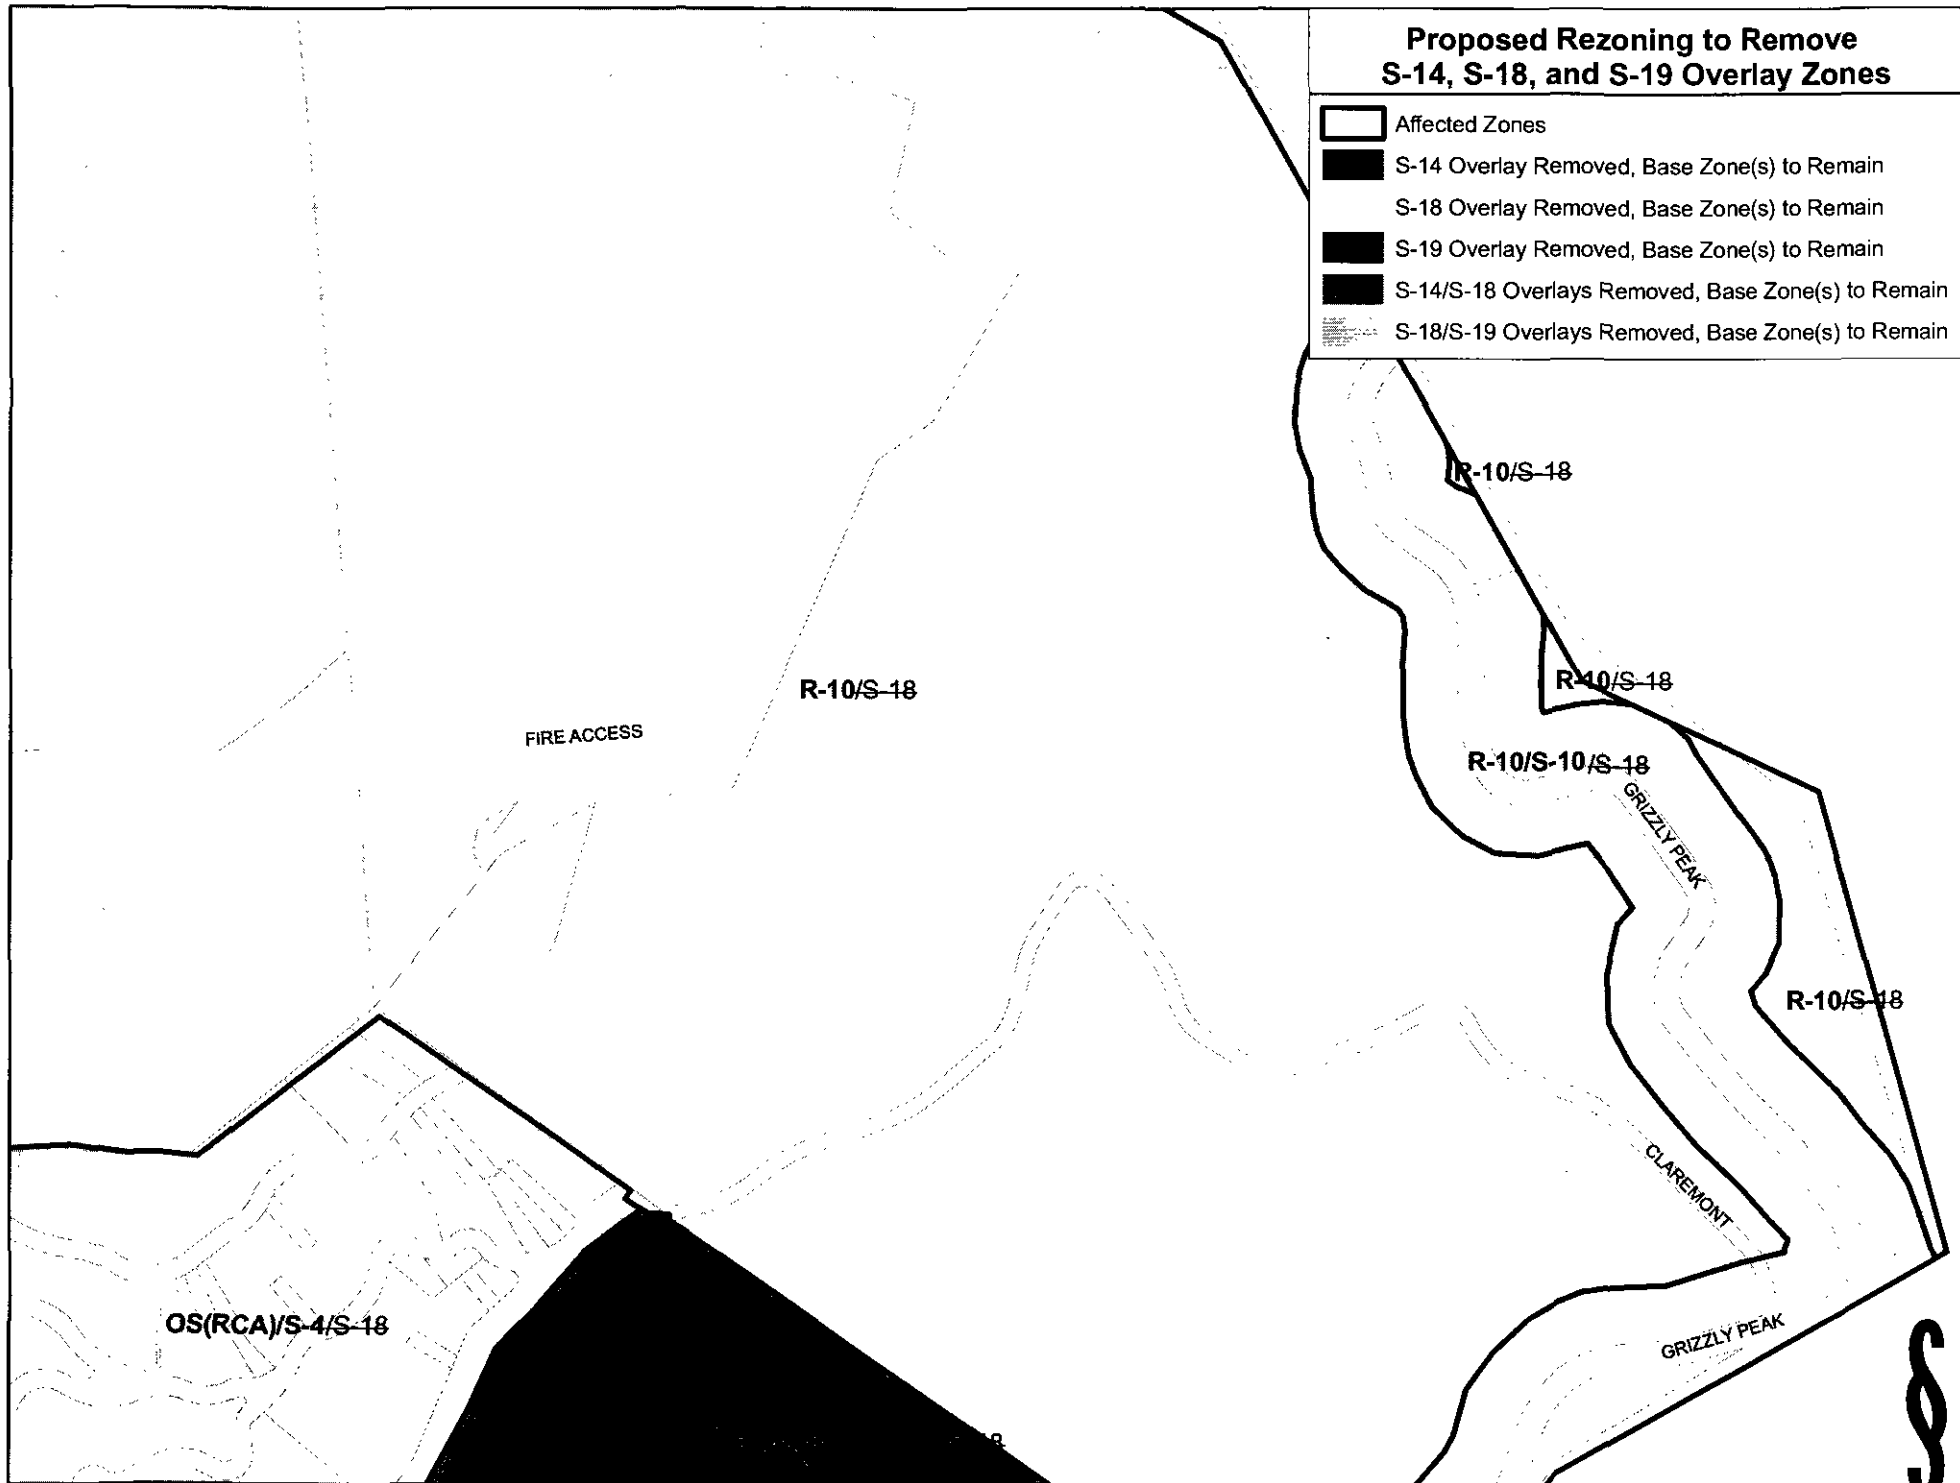 Proposed Rezoning to Remove
S-14, S-18, and S-19 Overlay Zones
Affected Zones
S-14 Overlay Removed, Base Zone(s) to Remain
S-18 Overlay Removed, Base Zone(s) to Remain
S-19 Overlay Removed, Base Zone(s) to Remain
S-14/S-18 Overlays Removed, Base Zone(s) to Remain
S-18/S-19 Overlays Removed, Base Zone(s) to Remain
R-10/S-18
R-10/S-18
R-10/S-18
FIRE ACCESS
R-10/S-10/S-18
GRIZZLY PEAK
R-10/S-18
CLAREMONT
OS(RCA)/S-4/S-18
GRIZZLY PEAK